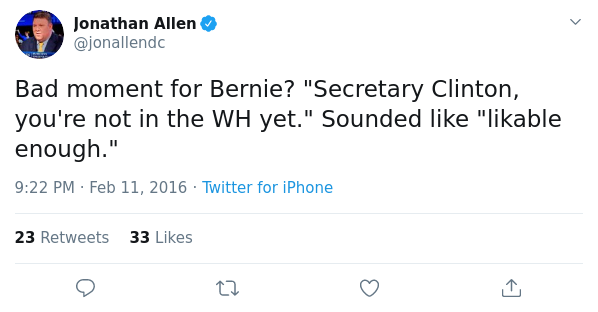 Jonathan Allen
@jonallendc
Bad moment for Bernie? "Secretary Clinton,
you're not in the WH yet." Sounded like "likable
enough."
9:22 PM · Feb 11, 2016 · Twitter for iPhone
23 Retweets 33 Likes